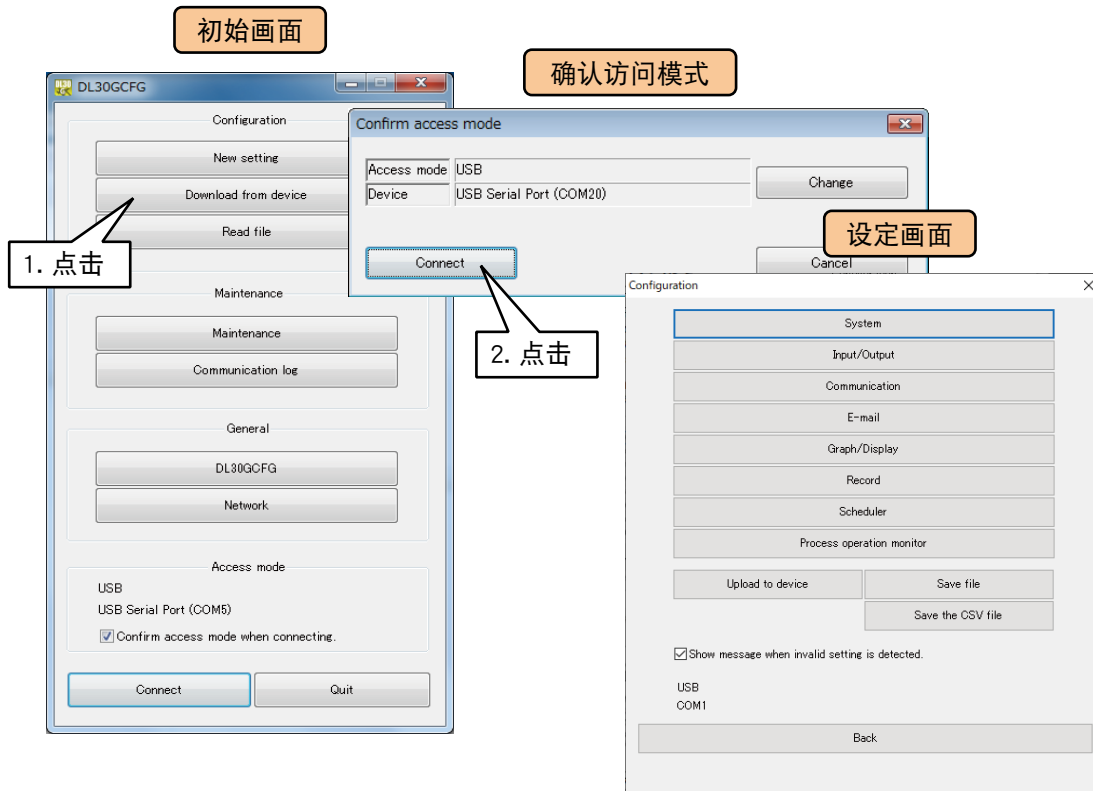 初始画面
DL30GCFG
Configuration
New setting
Download from device
Read file
1. 点击
Maintenance
Maintenance
Communication log
General
DL30GCFG
Network
Access mode
USB
USB Serial Port (COM5)
Confirm access mode when connecting.
Connect
Quit
确认访问模式
Confirm access mode
Access mode USB
Device USB Serial Port (COM20)
Change
Connect
Cancel
2. 点击
设定画面
Configuration
System
Input/Output
Communication
E-mail
Graph/Display
Record
Scheduler
Process operation monitor
Upload to device
Save file
Save the CSV file
Show message when invalid setting is detected.
USB
COM1
Back